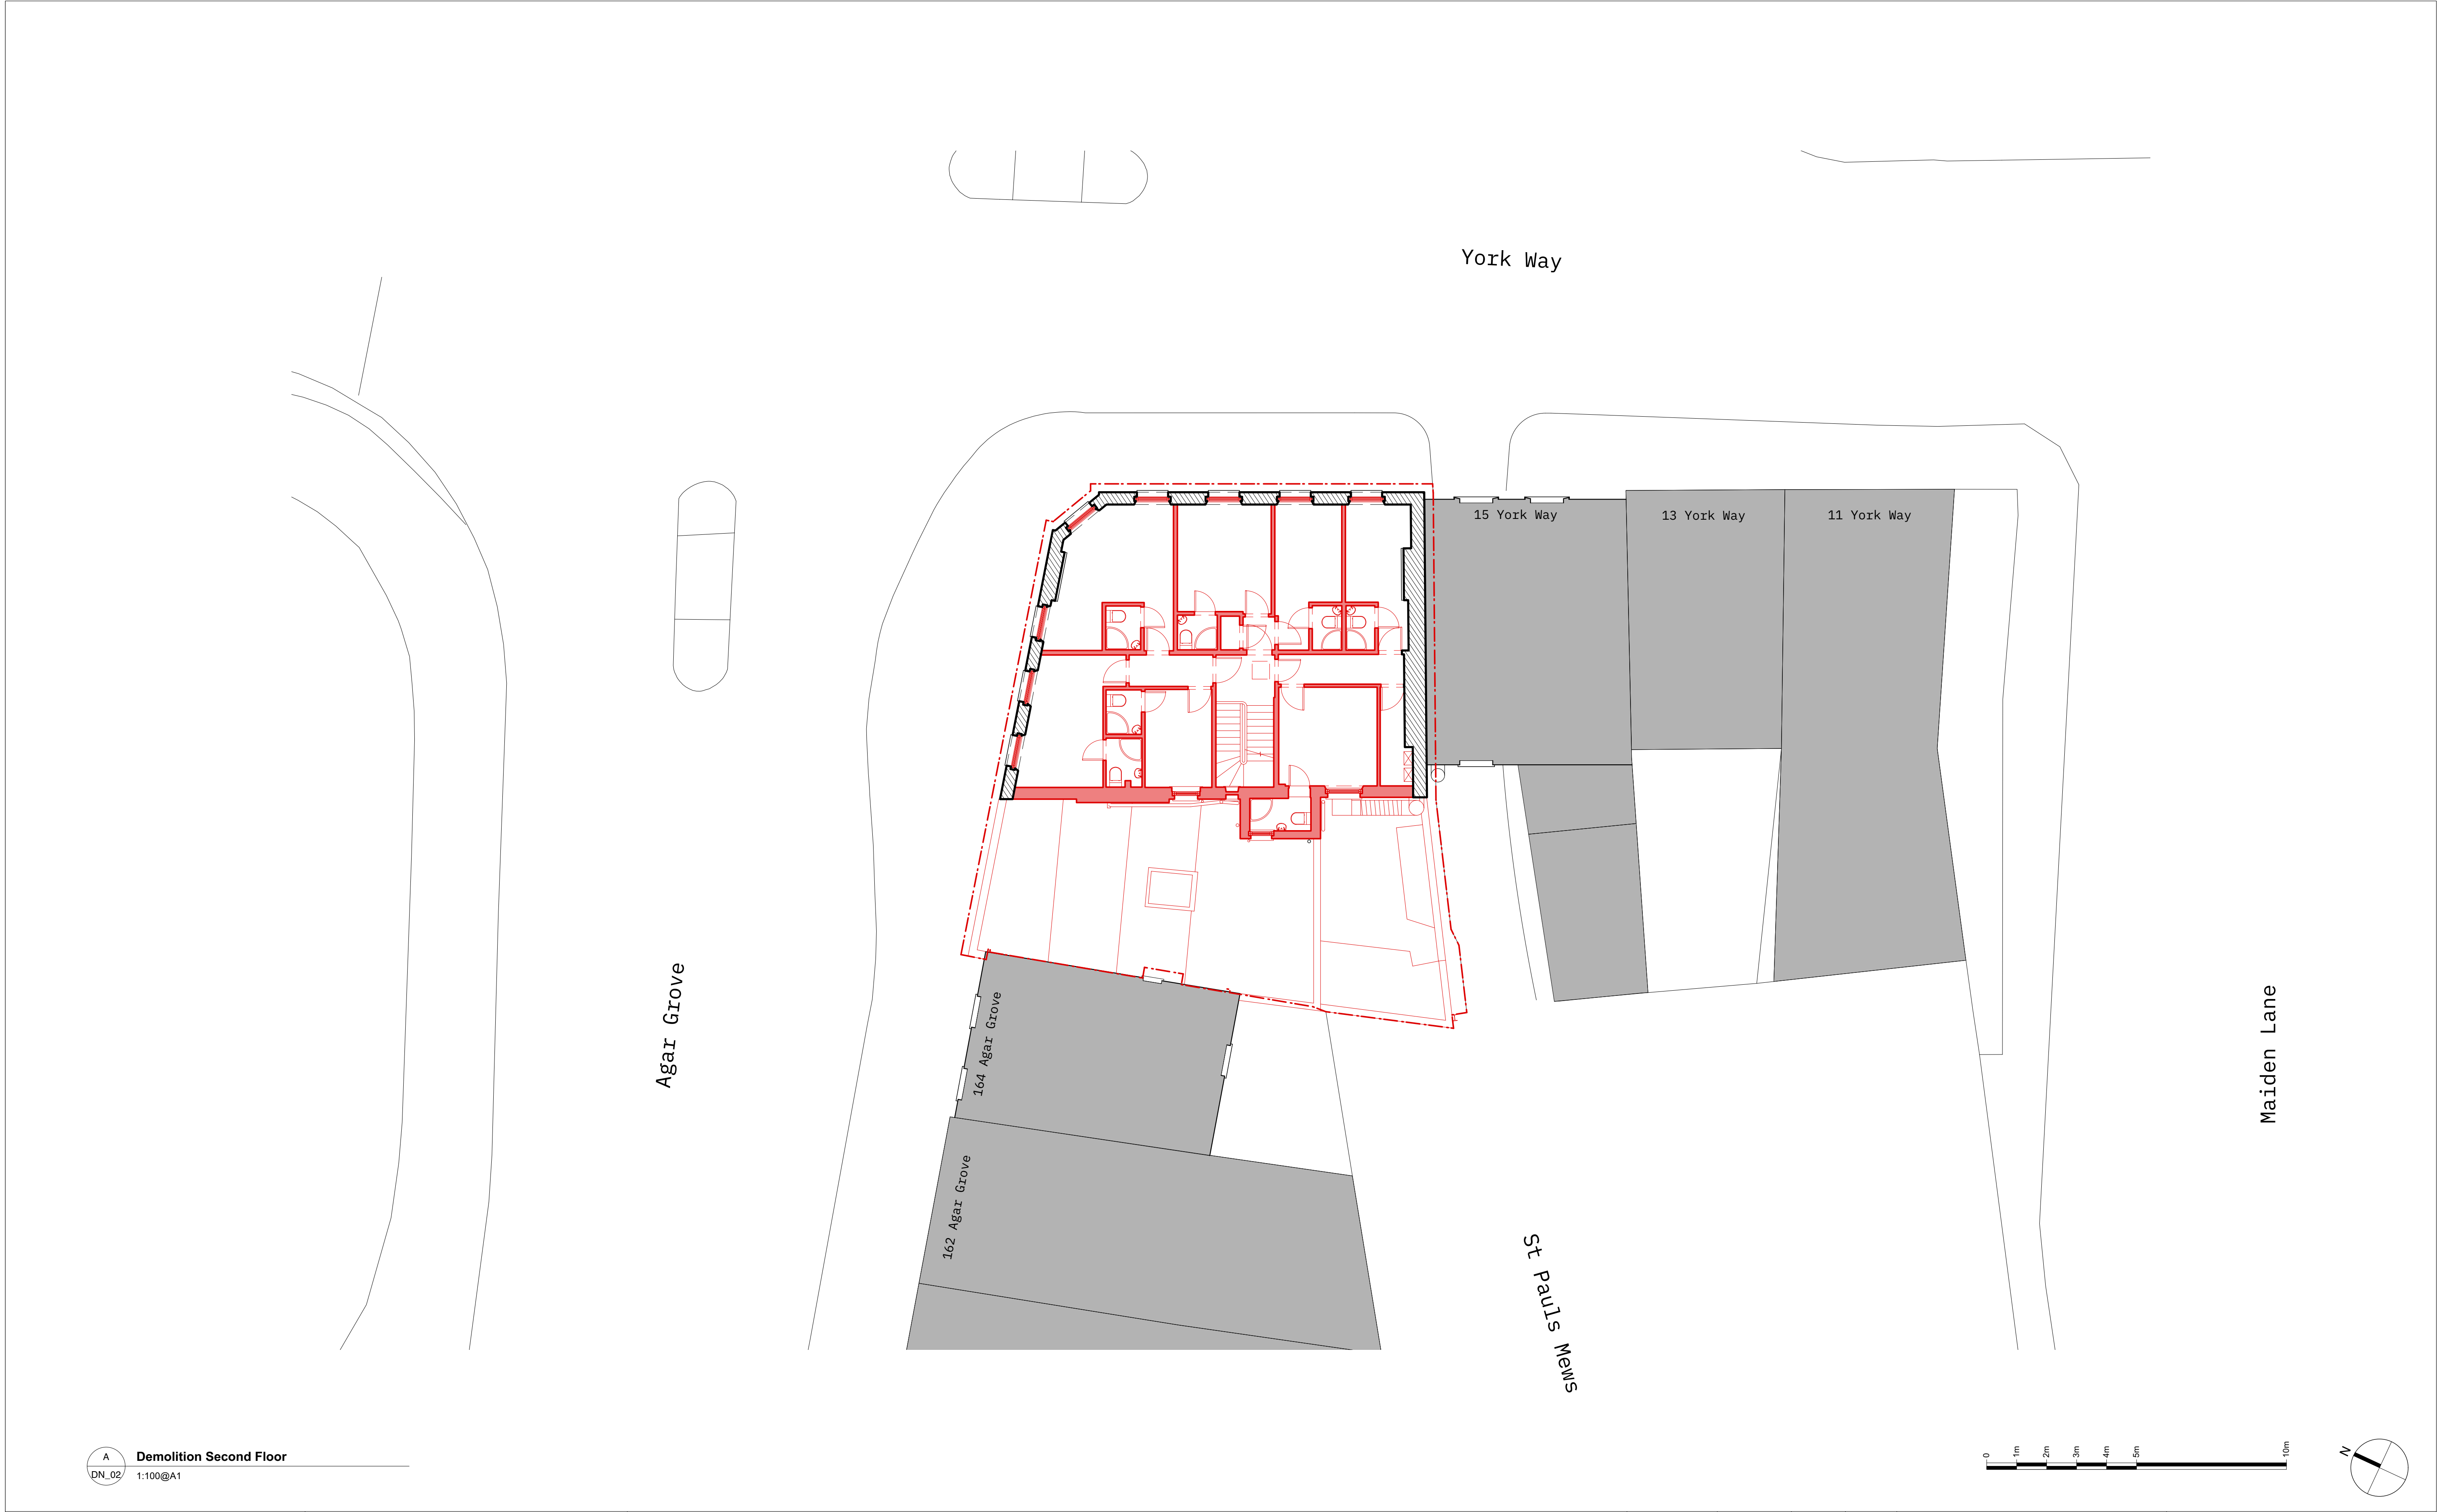 York Way
15 York Way
13 York Way
11 York Way
Agar Grove
164 Agar Grove
162 Agar Grove
Maiden Lane
St Pauls Mews
A
DN_02
Demolition Second Floor
1:100@A1
0
1m
2m
3m
4m
5m
10m
N